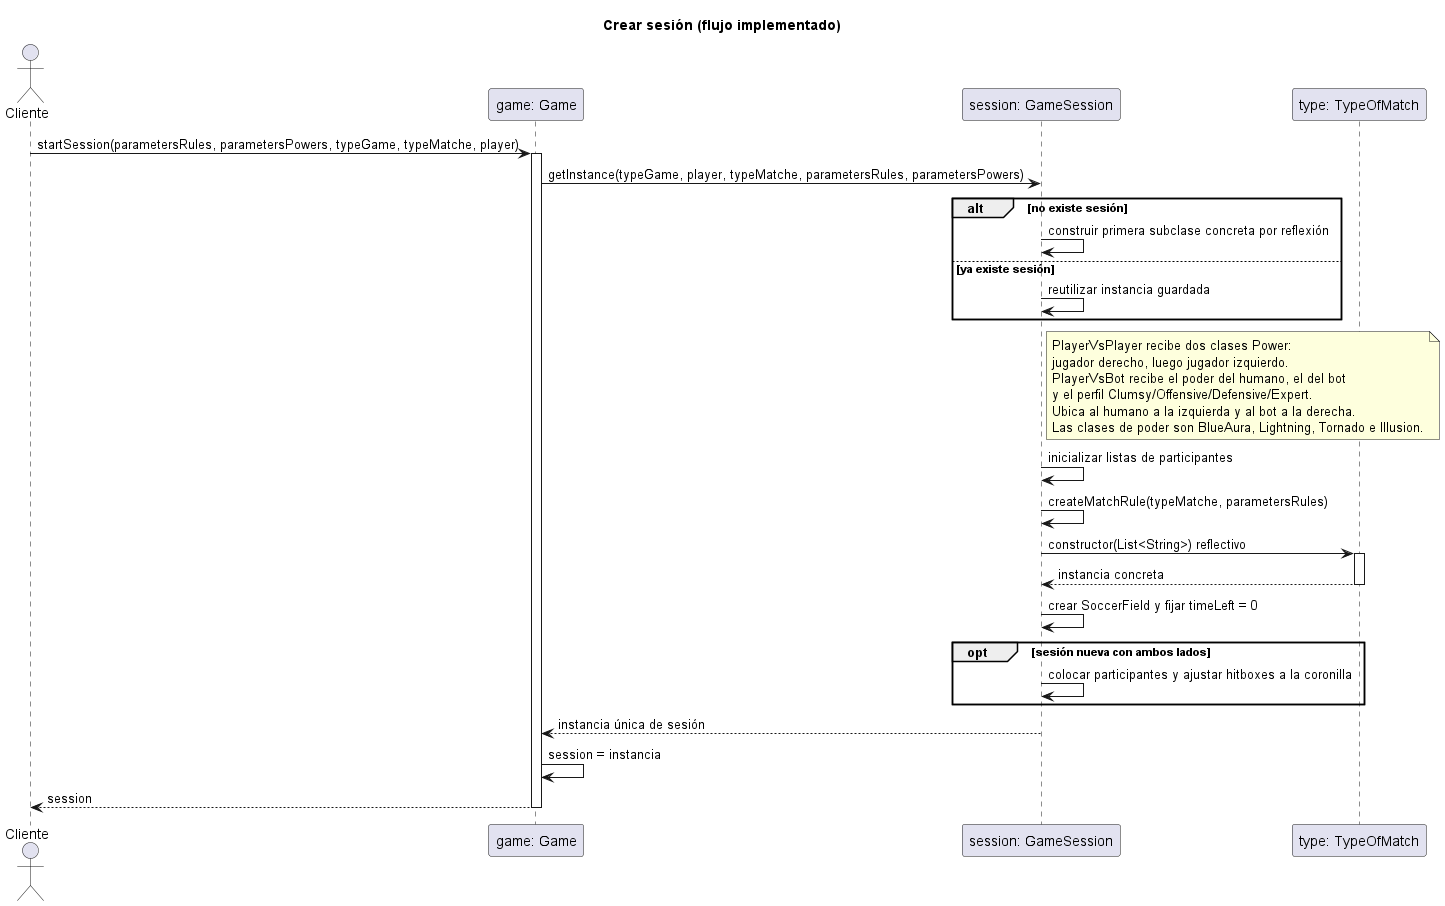 Crear sesión (flujo implementado)
Cliente
game: Game
session: GameSession
type: TypeOfMatch
startSession(parametersRules, parametersPowers, typeGame, typeMatche, player)
getInstance(typeGame, player, typeMatche, parametersRules, parametersPowers)
alt
[no existe sesión]
construir primera subclase concreta por reflexión
[ya existe sesión]
reutilizar instancia guardada
PlayerVsPlayer recibe dos clases Power:
jugador derecho, luego jugador izquierdo.
PlayerVsBot recibe el poder del humano, el del bot
y el perfil Clumsy/Offensive/Defensive/Expert.
Ubica al humano a la izquierda y al bot a la derecha.
Las clases de poder son BlueAura, Lightning, Tornado e Illusion.
inicializar listas de participantes
createMatchRule(typeMatche, parametersRules)
constructor(List<String>) reflectivo
instancia concreta
crear SoccerField y fijar timeLeft = 0
opt
[sesión nueva con ambos lados]
colocar participantes y ajustar hitboxes a la coronilla
instancia única de sesión
session = instancia
session
Cliente
game: Game
session: GameSession
type: TypeOfMatch